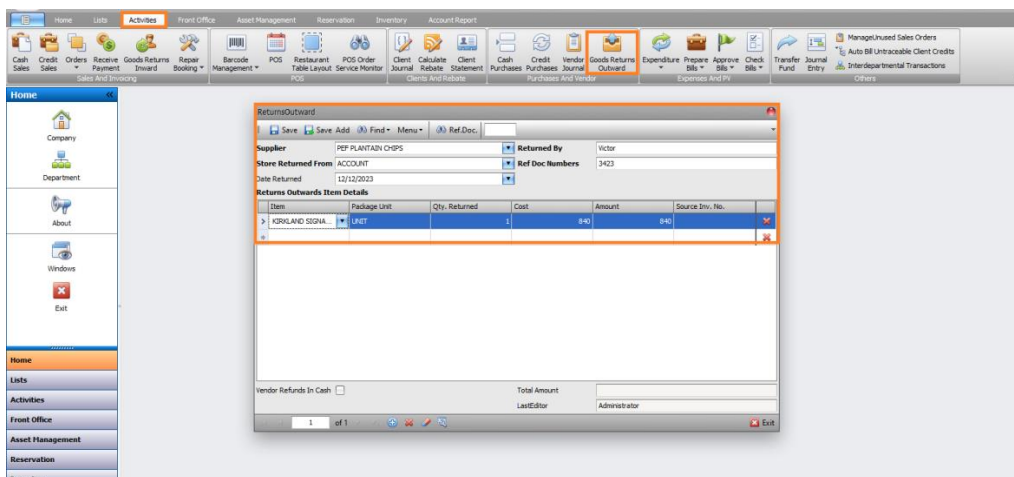 Home Lists Activities Front Office Asset Management Reservation Inventory Account Report
Cash Sales Credit Sales Orders Receive Payment Goods Returns Inward Repair Booking Barcode Management POS Restaurant Table Layout POS Order Service Monitor Client Journal Calculate Rebate Client Statement Cash Purchases Credit Purchases Vendor Journal Goods Returns Outward Expenditure Prepare Bills Approve Bills Check Bills Transfer Fund Journal Entry
ManageUnused Sales Orders
Auto Bill Untraceable Client Credits
Interdepartmental Transactions
Sales And Invoicing POS Clients And Rebate Purchases And Vendor Expenses And PV Others
Home
Company
Department
About
Windows
Exit
Home
Lists
Activities
Front Office
Asset Management
Reservation
ReturnsOutward
Save Save Add Find Menu Ref.Doc.
Supplier PEF PLANTAIN CHIPS Returned By Victor
Store Returned From ACCOUNT Ref Doc Numbers 3423
Date Returned 12/12/2023
Returns Outwards Item Details
Item Package Unit Qty. Returned Cost Amount Source Inv. No.
KIRKLAND SIGNA... UNIT 1 840 840
Vendor Refunds In Cash Total Amount
LastEditor Administrator
1 of 1 Exit